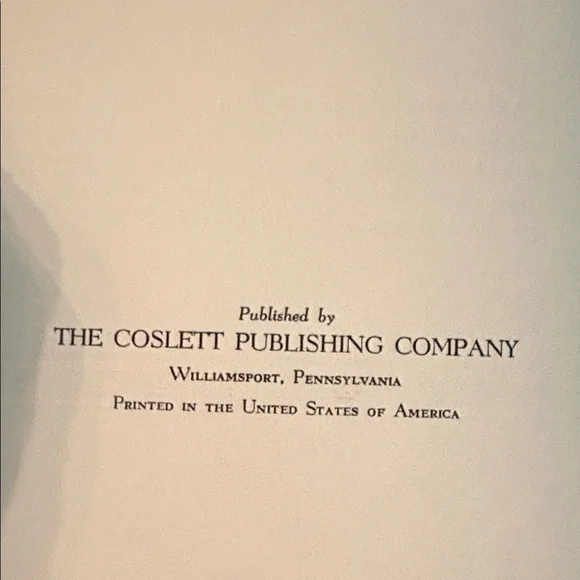 Published by
THE COSLETT PUBLISHING COMPANY
Williamsport, Pennsylvania
Printed in the United States of America